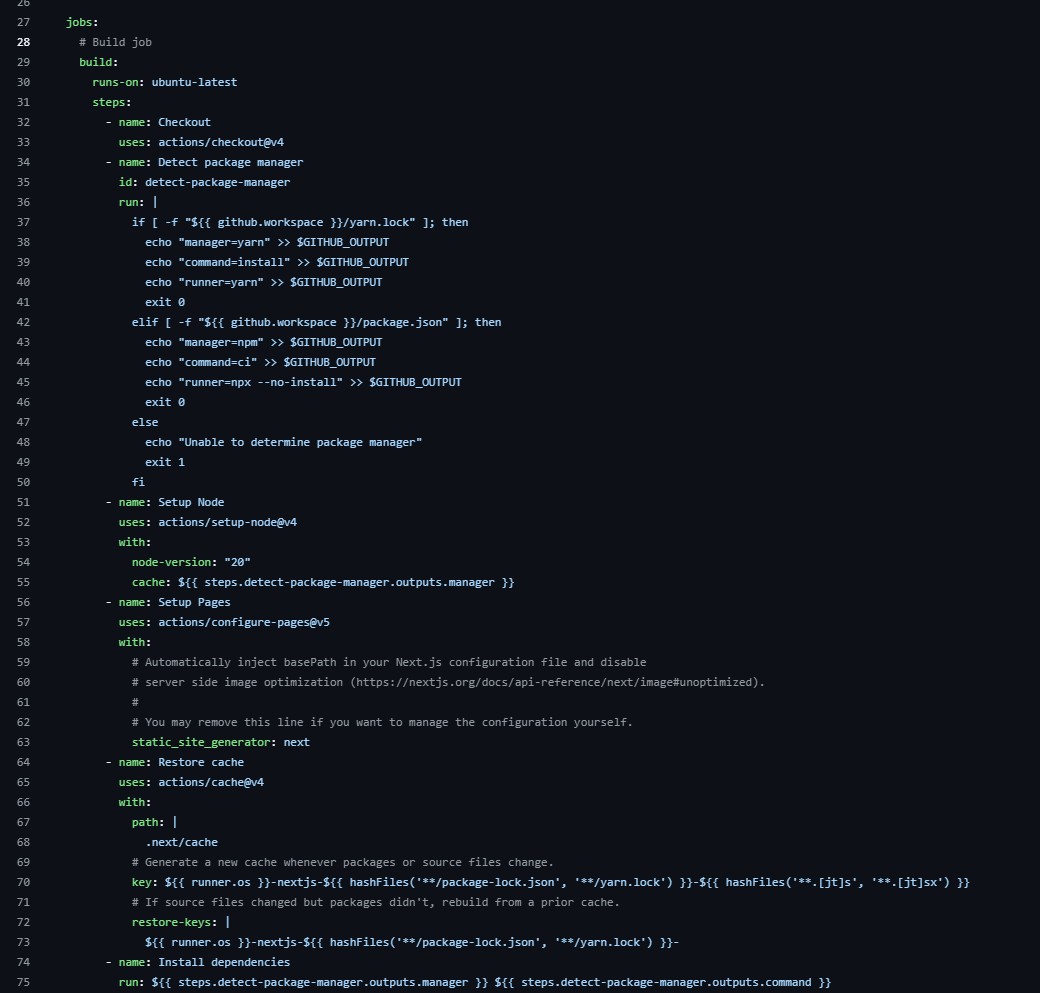 26
27 jobs:
28 # Build job
29 build:
30 runs-on: ubuntu-latest
31 steps:
32 - name: Checkout
33 uses: actions/checkout@v4
34 - name: Detect package manager
35 id: detect-package-manager
36 run: |
37 if [ -f "${{ github.workspace }}/yarn.lock" ]; then
38 echo "manager=yarn" >> $GITHUB_OUTPUT
39 echo "command=install" >> $GITHUB_OUTPUT
40 echo "runner=yarn" >> $GITHUB_OUTPUT
41 exit 0
42 elif [ -f "${{ github.workspace }}/package.json" ]; then
43 echo "manager=npm" >> $GITHUB_OUTPUT
44 echo "command=ci" >> $GITHUB_OUTPUT
45 echo "runner=npx --no-install" >> $GITHUB_OUTPUT
46 exit 0
47 else
48 echo "Unable to determine package manager"
49 exit 1
50 fi
51 - name: Setup Node
52 uses: actions/setup-node@v4
53 with:
54 node-version: "20"
55 cache: ${{ steps.detect-package-manager.outputs.manager }}
56 - name: Setup Pages
57 uses: actions/configure-pages@v5
58 with:
59 # Automatically inject basePath in your Next.js configuration file and disable
60 # server side image optimization (https://nextjs.org/docs/api-reference/next/image#unoptimized).
61 #
62 # You may remove this line if you want to manage the configuration yourself.
63 static_site_generator: next
64 - name: Restore cache
65 uses: actions/cache@v4
66 with:
67 path: |
68 .next/cache
69 # Generate a new cache whenever packages or source files change.
70 key: ${{ runner.os }}-nextjs-${{ hashFiles('**/package-lock.json', '**/yarn.lock') }}-${{ hashFiles('**.[jt]s', '**.[jt]sx') }}
71 # If source files changed but packages didn't, rebuild from a prior cache.
72 restore-keys: |
73 ${{ runner.os }}-nextjs-${{ hashFiles('**/package-lock.json', '**/yarn.lock') }}-
74 - name: Install dependencies
75 run: ${{ steps.detect-package-manager.outputs.manager }} ${{ steps.detect-package-manager.outputs.command }}